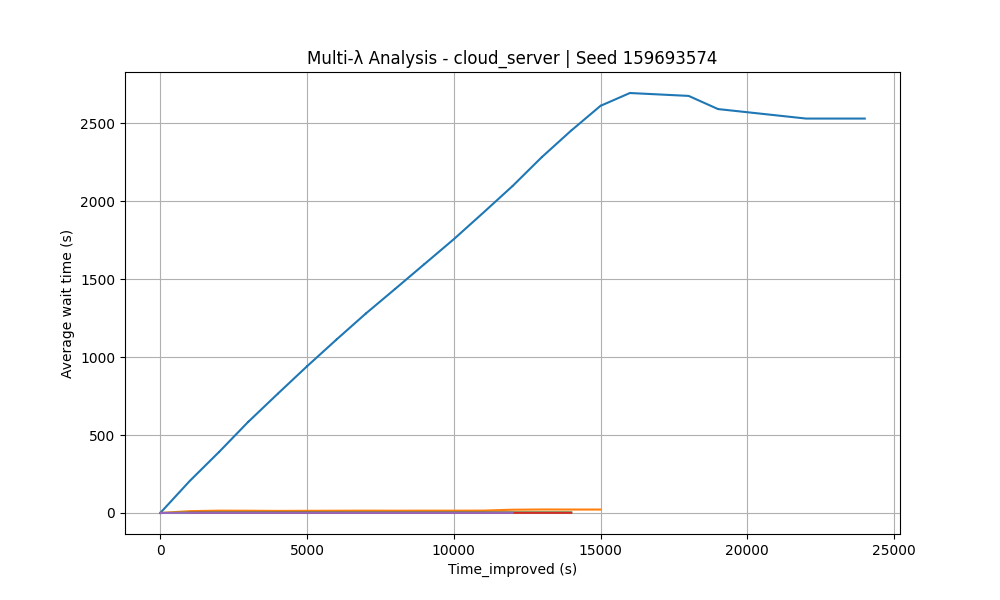 Multi-λ Analysis - cloud_server | Seed 159693574
Average wait time (s)
2500
2000
1500
1000
500
0
0 5000 10000 15000 20000 25000
Time_improved (s)